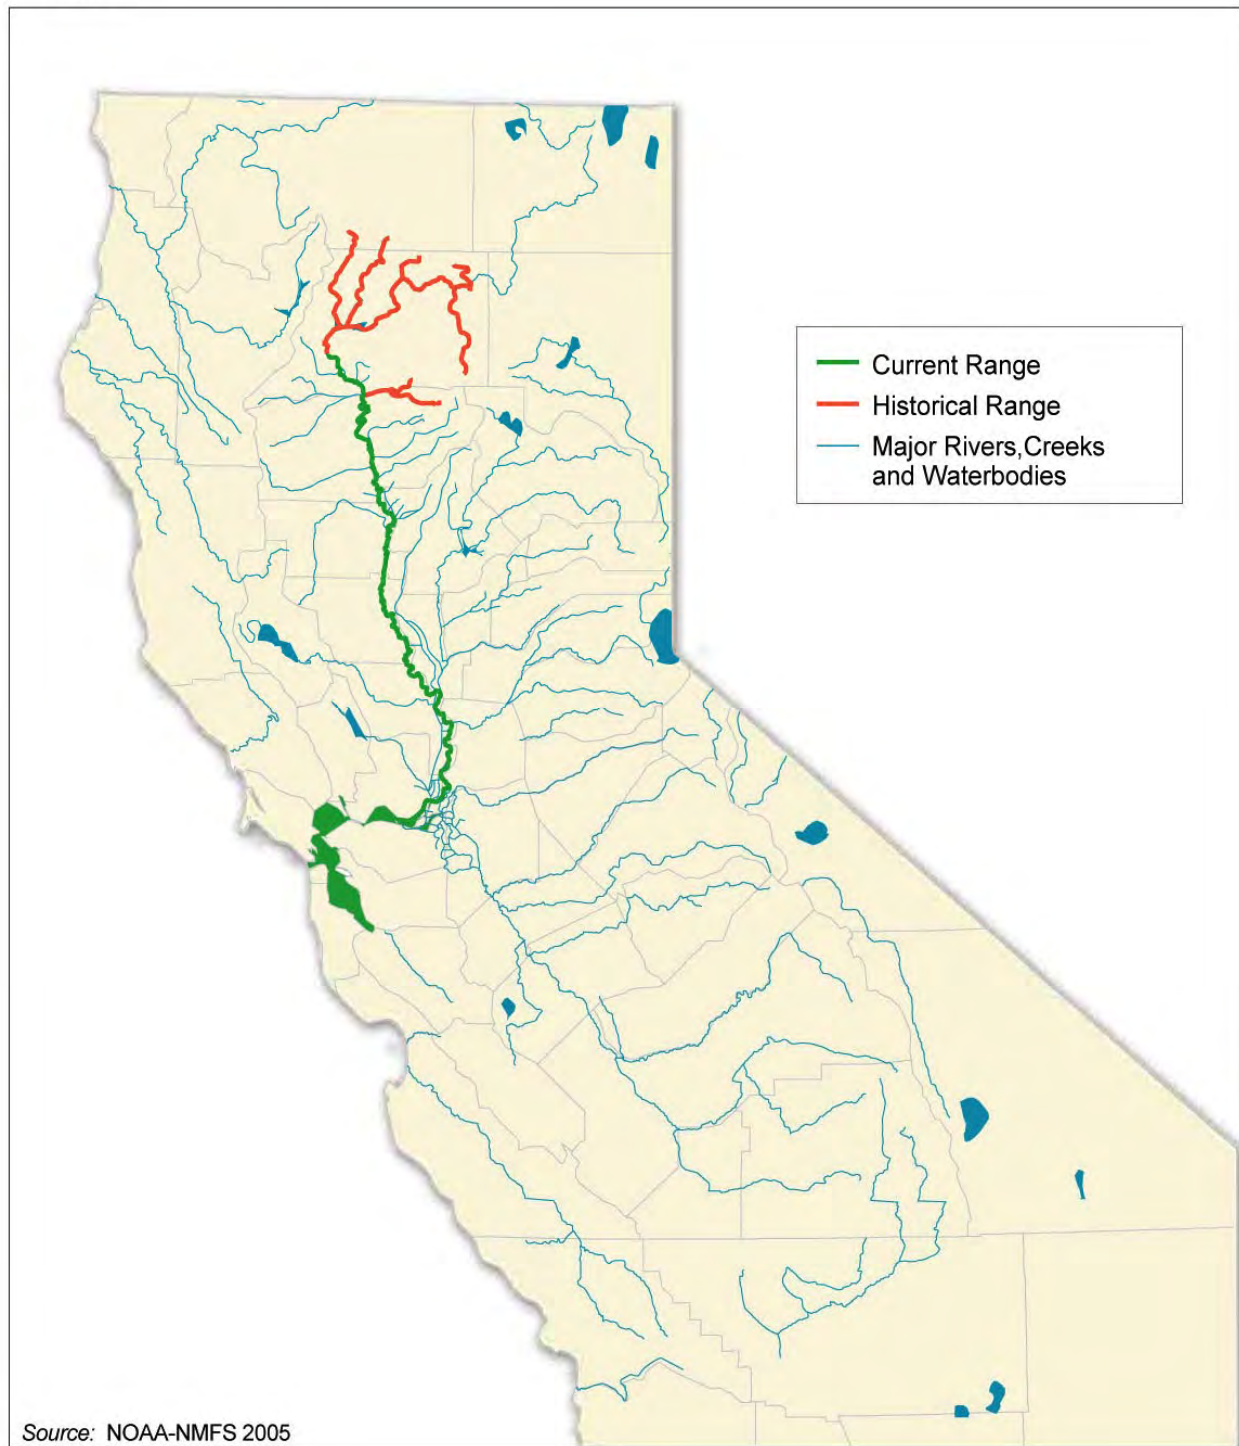 Current Range
Historical Range
Major Rivers,Creeks
and Waterbodies
Source: NOAA-NMFS 2005